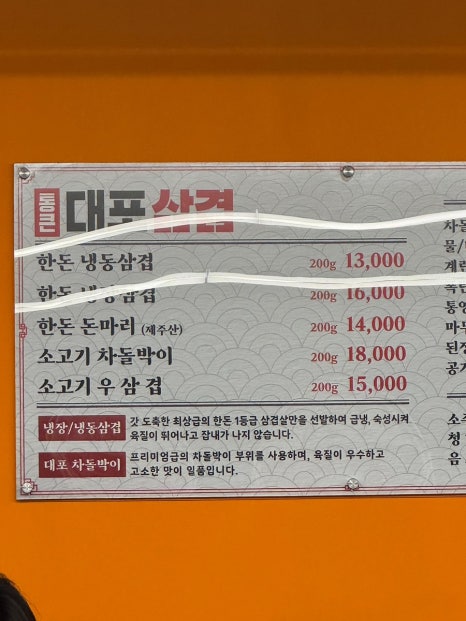 통큰 대포삼겹
한돈 냉동삼겹 200g 13,000
한돈 냉장삼겹 200g 16,000
한돈 돈마리 (제주산) 200g 14,000
소고기 차돌박이 200g 18,000
소고기 우삼겹 200g 15,000
냉장/냉동삼겹 갓 도축한 최상급의 한돈 1등급 삼겹살만을 선발하여 급냉, 숙성시켜
육질이 뛰어나고 잡내가 나지 않습니다.
대포 차돌박이 프리미엄급의 차돌박이 부위를 사용하며, 육질이 우수하고
고소한 맛이 일품입니다.